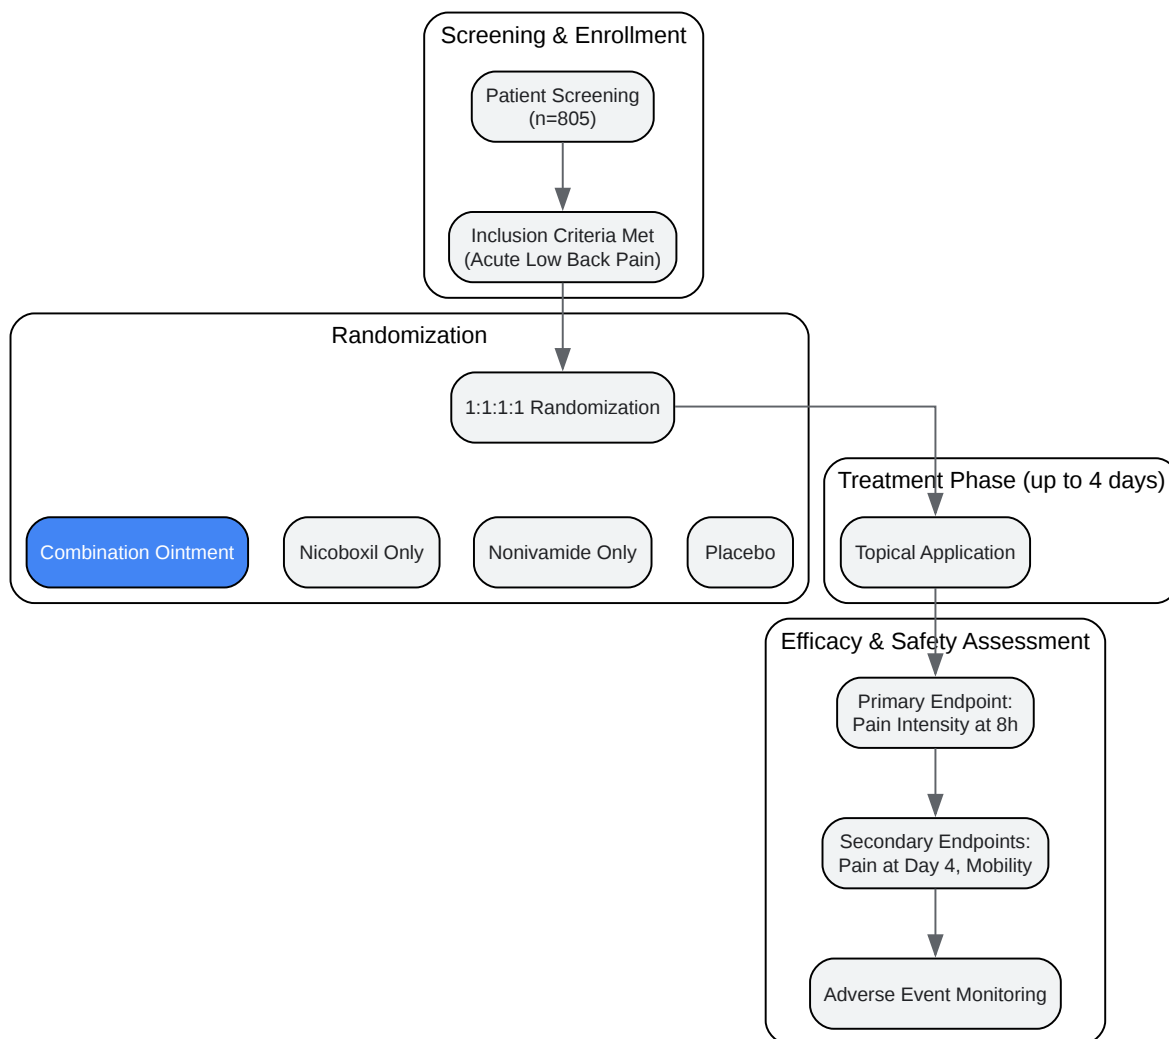 Screening & Enrollment
Patient Screening
(n=805)
Inclusion Criteria Met
(Acute Low Back Pain)
Randomization
1:1:1:1 Randomization
Combination Ointment
Nicoboxil Only
Nonivamide Only
Placebo
Treatment Phase (up to 4 days)
Topical Application
Efficacy & Safety Assessment
Primary Endpoint:
Pain Intensity at 8h
Secondary Endpoints:
Pain at Day 4, Mobility
Adverse Event Monitoring